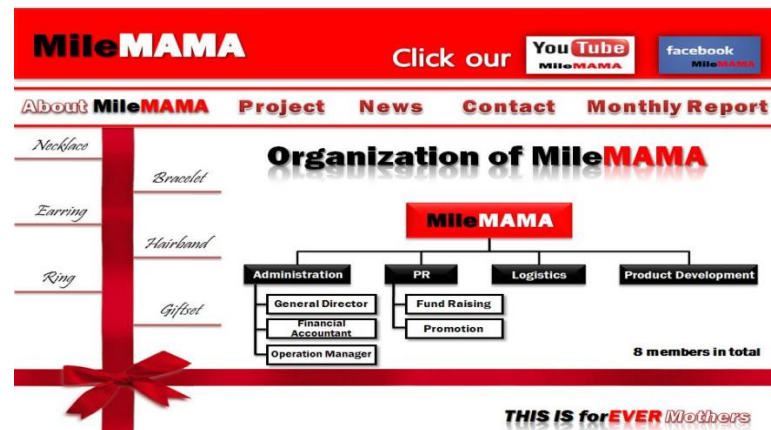 MileMAMA
Click our
YouTube
MileMAMA
facebook
MileMAMA
About MileMAMA Project News Contact Monthly Report
Necklace
Bracelet
Earring
Hairband
Ring
Giftset
Organization of MileMAMA
MileMAMA
Administration PR Logistics Product Development
General Director
Financial
Accountant
Operation Manager
Fund Raising
Promotion
8 members in total
THIS IS forEVER Mothers